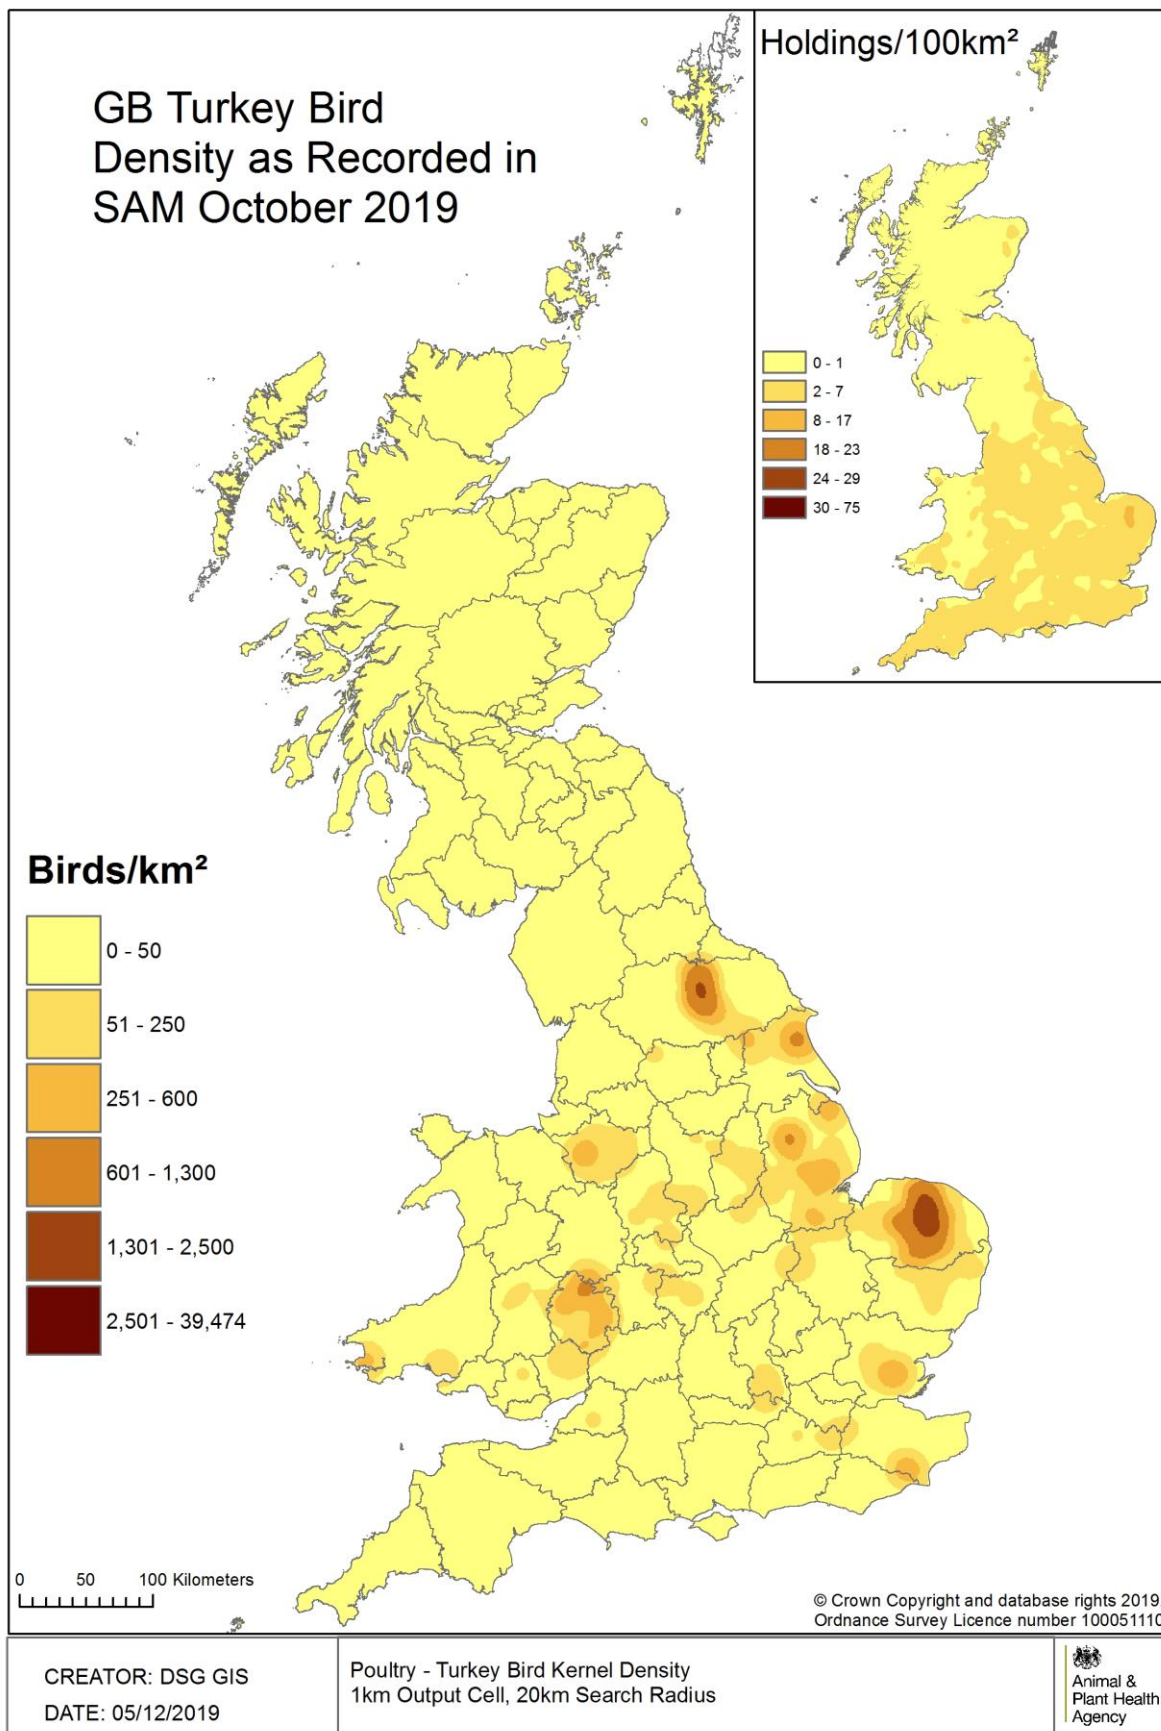 GB Turkey Bird
Density as Recorded in
SAM October 2019
Holdings/100km²
0 - 1
2 - 7
8 - 17
18 - 23
24 - 29
30 - 75
Birds/km²
0 - 50
51 - 250
251 - 600
601 - 1,300
1,301 - 2,500
2,501 - 39,474
0 50 100 Kilometers
© Crown Copyright and database rights 2019
Ordnance Survey Licence number 100051110
CREATOR: DSG GIS
DATE: 05/12/2019
Poultry - Turkey Bird Kernel Density
1km Output Cell, 20km Search Radius
Animal &
Plant Health
Agency